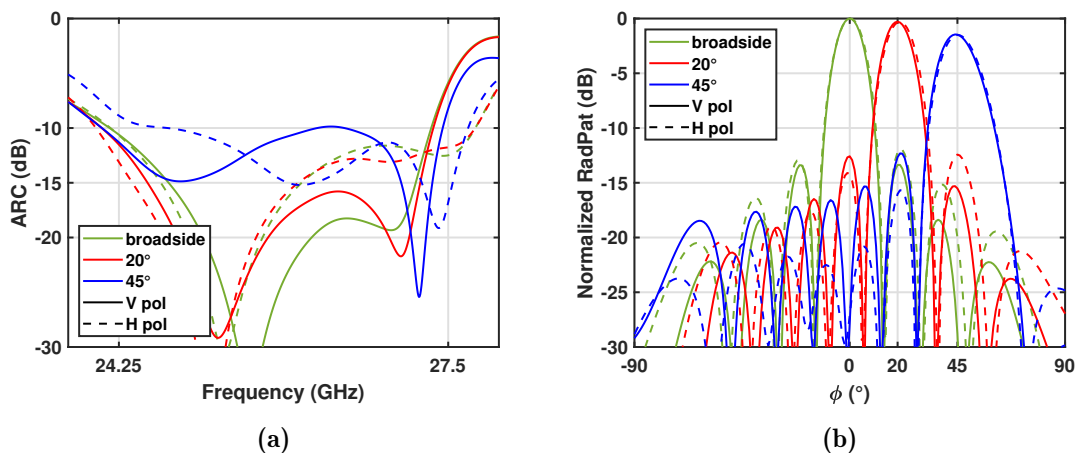 0
-5
-10
-15
-20
-25
-30
ARC (dB)
broadside
20°
45°
V pol
H pol
24.25
27.5
Frequency (GHz)
(a)
0
-5
-10
-15
-20
-25
-30
Normalized RadPat (dB)
broadside
20°
45°
V pol
H pol
-90
0
20
45
90
ϕ (°)
(b)